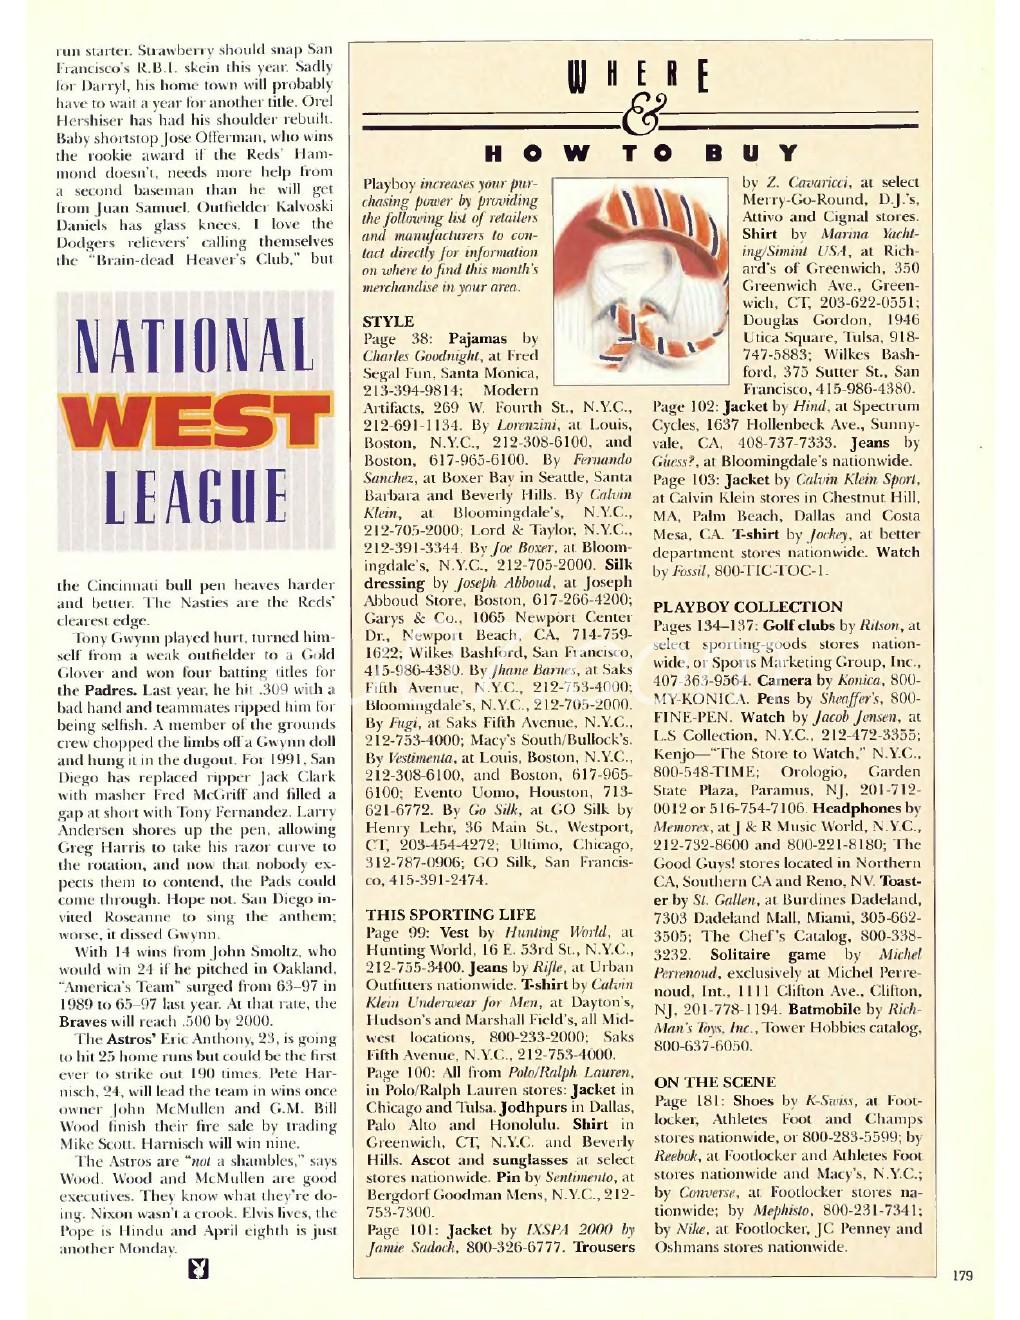 run starter. Strawberry should snap San
Francisco's R.B.I. skein this year. Sadly
for Darryl, his home town will probably
have to wait a year for another title. Orel
Hershiser has had his shoulder rebuilt.
Baby shortstop Jose Offerman, who wins
the rookie award if the Reds' Ham-
mond doesn't, needs more help from
a second baseman than he will get
from Juan Samuel. Outfielder Kalvoski
Daniels has glass knees. I love the
Dodgers relievers' calling themselves
the "Brain-dead Heaver's Club," but
NATIONAL
WEST
LEAGUE
the Cincinnati bull pen heaves harder
and better. The Nasties are the Reds'
clearest edge.
Tony Gwynn played hurt, turned him-
self from a weak outfielder to a Gold
Glover and won four batting titles for
the Padres. Last year, he hit .309 with a
bad hand and teammates ripped him for
being selfish. A member of the grounds
crew chopped the limbs off a Gwynn doll
and hung it in the dugout. For 1991, San
Diego has replaced ripper Jack Clark
with masher Fred McGriff and filled a
gap at short with Tony Fernandez. Larry
Andersen shores up the pen, allowing
Greg Harris to take his razor curve to
the rotation, and now that nobody ex-
pects them to contend, the Pads could
come through. Hope not. San Diego in-
vited Roseanne to sing the anthem;
worse, it dissed Gwynn.
With 14 wins from John Smoltz, who
would win 24 if he pitched in Oakland,
"America's Team" surged from 63–97 in
1989 to 65–97 last year. At that rate, the
Braves will reach .500 by 2000.
The Astros' Eric Anthony, 23, is going
to hit 25 home runs but could be the first
ever to strike out 190 times. Pete Har-
nisch, 24, will lead the team in wins once
owner John McMullen and G.M. Bill
Wood finish their fire sale by trading
Mike Scott. Harnisch will win nine.
The Astros are "not a shambles," says
Wood. Wood and McMullen are good
executives. They know what they're do-
ing. Nixon wasn't a crook. Elvis lives, the
Pope is Hindu and April eighth is just
another Monday.
WHERE
&
HOW TO BUY
Playboy increases your pur-
chasing power by providing
the following list of retailers
and manufacturers to con-
tact directly for information
on where to find this month's
merchandise in your area.
STYLE
Page 38: Pajamas by
Charles Goodnight, at Fred
Segal Fun, Santa Monica,
213-394-9814; Modern
Artifacts, 269 W. Fourth St., N.Y.C.,
212-691-1134. By Lorenzini, at Louis,
Boston, N.Y.C., 212-308-6100, and
Boston, 617-965-6100. By Fernando
Sanchez, at Boxer Bay in Seattle, Santa
Barbara and Beverly Hills. By Calvin
Klein, at Bloomingdale's, N.Y.C.,
212-705-2000; Lord & Taylor, N.Y.C.,
212-391-3344. By Joe Boxer, at Bloom-
ingdale's, N.Y.C., 212-705-2000. Silk
dressing by Joseph Abboud, at Joseph
Abboud Store, Boston, 617-266-4200;
Garys & Co., 1065 Newport Center
Dr., Newport Beach, CA, 714-759-
1622; Wilkes Bashford, San Francisco,
415-986-4380. By Jhane Barnes, at Saks
Fifth Avenue, N.Y.C., 212-753-4000;
Bloomingdale's, N.Y.C., 212-705-2000.
By Fugi, at Saks Fifth Avenue, N.Y.C.,
212-753-4000; Macy's South/Bullock's.
By Vestimenta, at Louis, Boston, N.Y.C.,
212-308-6100, and Boston, 617-965-
6100; Evento Uomo, Houston, 713-
621-6772. By Go Silk, at GO Silk by
Henry Lehr, 36 Main St., Westport,
CT, 203-454-4272; Ultimo, Chicago,
312-787-0906; GO Silk, San Francis-
co, 415-391-2474.
THIS SPORTING LIFE
Page 99: Vest by Hunting World, at
Hunting World, 16 E. 53rd St., N.Y.C.,
212-755-3400. Jeans by Rifle, at Urban
Outfitters nationwide. T-shirt by Calvin
Klein Underwear for Men, at Dayton's,
Hudson's and Marshall Field's, all Mid-
west locations, 800-233-2000; Saks
Fifth Avenue, N.Y.C., 212-753-4000.
Page 100: All from Polo/Ralph Lauren,
in Polo/Ralph Lauren stores: Jacket in
Chicago and Tulsa. Jodhpurs in Dallas,
Palo Alto and Honolulu. Shirt in
Greenwich, CT, N.Y.C. and Beverly
Hills. Ascot and sunglasses at select
stores nationwide. Pin by Sentimento, at
Bergdorf Goodman Mens, N.Y.C., 212-
753-7300.
Page 101: Jacket by IXSPA 2000 by
Jamie Sadock, 800-326-6777. Trousers
by Z. Cavaricci, at select
Merry-Go-Round, D.J.'s,
Attivo and Cignal stores.
Shirt by Marina Yacht-
ing/Simint USA, at Rich-
ard's of Greenwich, 350
Greenwich Ave., Green-
wich, CT, 203-622-0551;
Douglas Gordon, 1946
Utica Square, Tulsa, 918-
747-5883; Wilkes Bash-
ford, 375 Sutter St., San
Francisco, 415-986-4380.
Page 102: Jacket by Hind, at Spectrum
Cycles, 1637 Hollenbeck Ave., Sunny-
vale, CA, 408-737-7333. Jeans by
Guess?, at Bloomingdale's nationwide.
Page 103: Jacket by Calvin Klein Sport,
at Calvin Klein stores in Chestnut Hill,
MA, Palm Beach, Dallas and Costa
Mesa, CA. T-shirt by Jockey, at better
department stores nationwide. Watch
by Fossil, 800-TIC-TOC-1.
PLAYBOY COLLECTION
Pages 134–137: Golf clubs by Ritson, at
select sporting-goods stores nation-
wide, or Sports Marketing Group, Inc.,
407-363-9564. Camera by Konica, 800-
MY-KONICA. Pens by Sheaffer's, 800-
FINE-PEN. Watch by Jacob Jensen, at
L.S Collection, N.Y.C., 212-472-3355;
Kenjo—"The Store to Watch," N.Y.C.,
800-548-TIME; Orologio, Garden
State Plaza, Paramus, NJ, 201-712-
0012 or 516-754-7106. Headphones by
Memorex, at J & R Music World, N.Y.C.,
212-732-8600 and 800-221-8180; The
Good Guys! stores located in Northern
CA, Southern CA and Reno, NV. Toast-
er by St. Gallen, at Burdines Dadeland,
7303 Dadeland Mall, Miami, 305-662-
3505; The Chef's Catalog, 800-338-
3232. Solitaire game by Michel
Perrenoud, exclusively at Michel Perre-
noud, Int., 1111 Clifton Ave., Clifton,
NJ, 201-778-1194. Batmobile by Rich-
Man's Toys, Inc., Tower Hobbies catalog,
800-637-6050.
ON THE SCENE
Page 181: Shoes by K-Swiss, at Foot-
locker, Athletes Foot and Champs
stores nationwide, or 800-283-5599; by
Reebok, at Footlocker and Athletes Foot
stores nationwide and Macy's, N.Y.C.;
by Converse, at Footlocker stores na-
tionwide; by Mephisto, 800-231-7341;
by Nike, at Footlocker, JC Penney and
Oshmans stores nationwide.
179